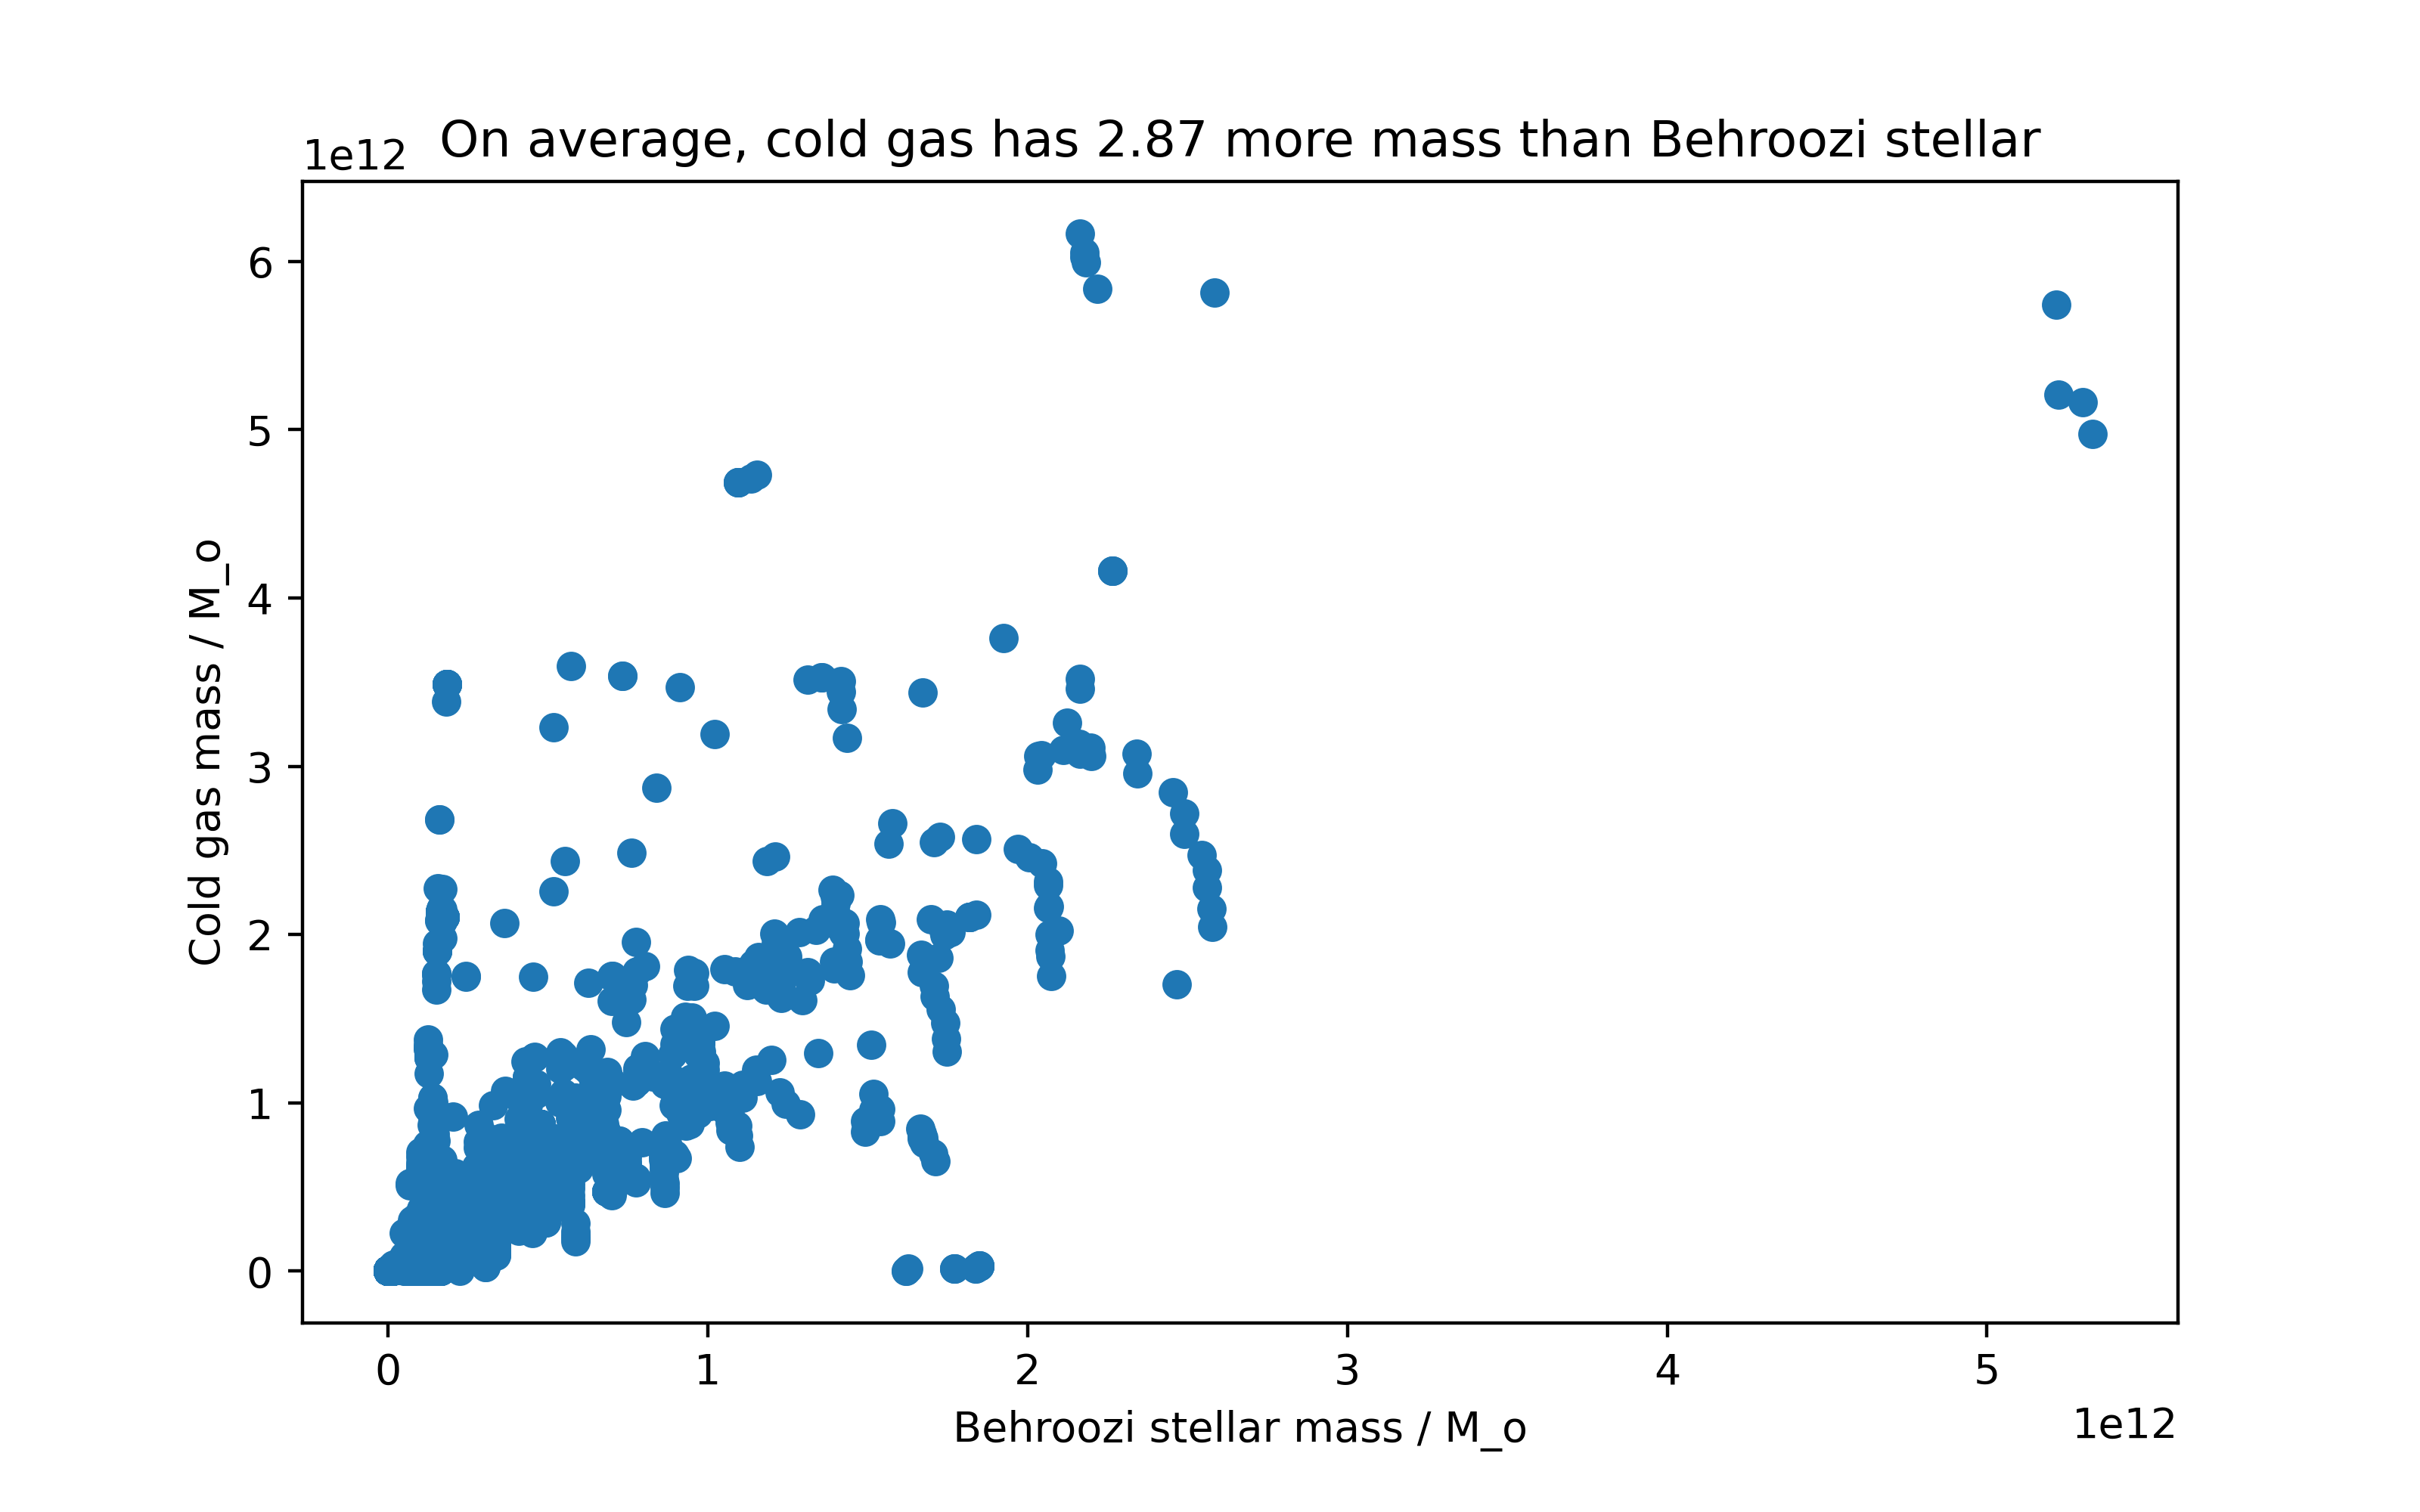 On average, cold gas has 2.87 more mass than Behroozi stellar
1e12
6
5
4
3
2
1
0
Cold gas mass / M_o
0 1 2 3 4 5
1e12
Behroozi stellar mass / M_o